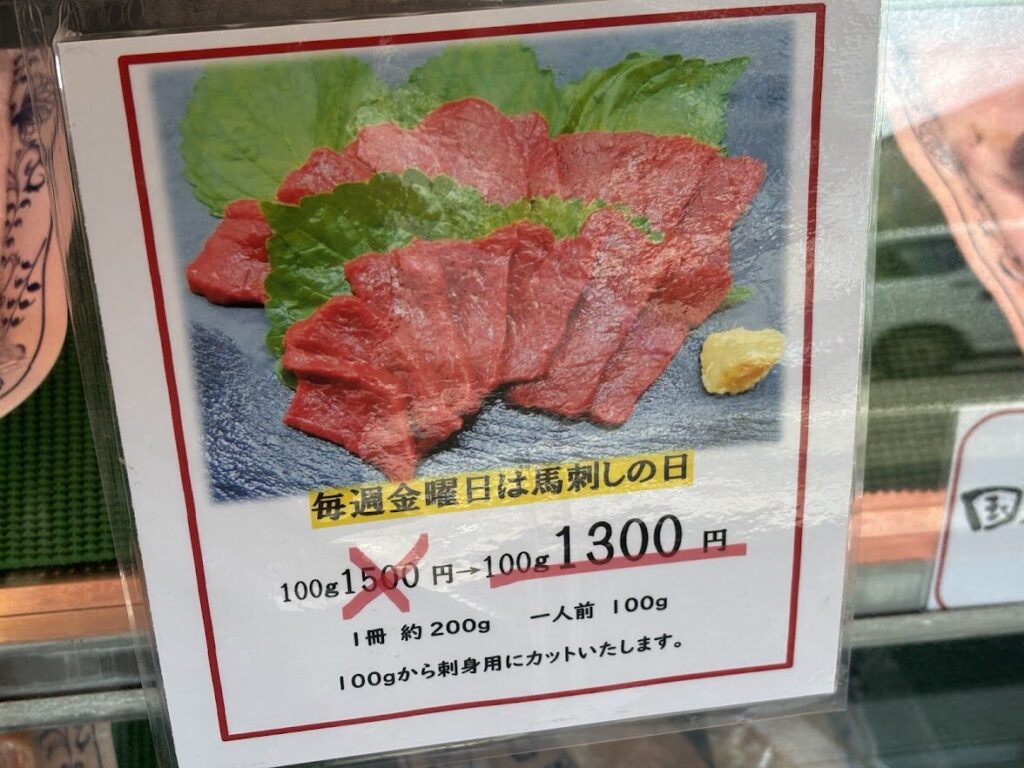 毎週金曜日は馬刺しの日
100g1500円→100g1300円
1冊 約200g 一人前 100g
100gから刺身用にカットいたします。
国